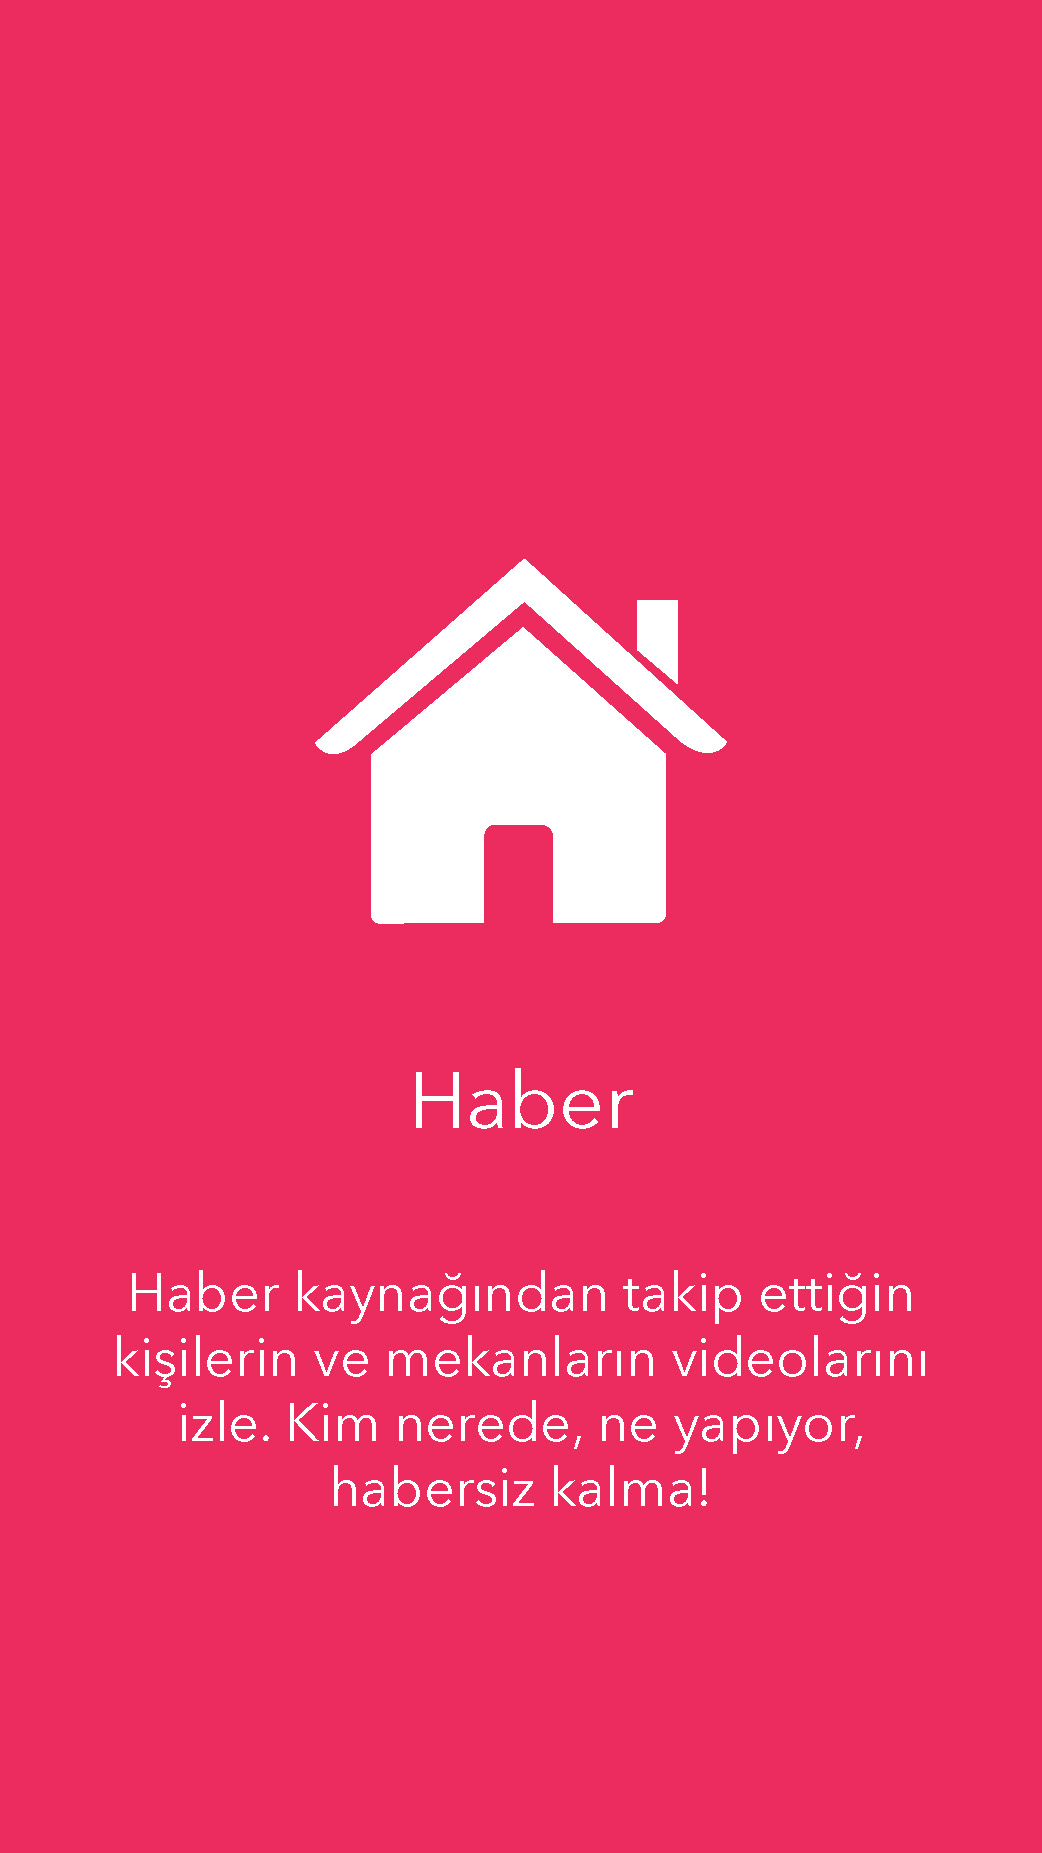 Haber
Haber kaynağından takip ettiğin
kişilerin ve mekanların videolarını
izle. Kim nerede, ne yapıyor,
habersiz kalma!